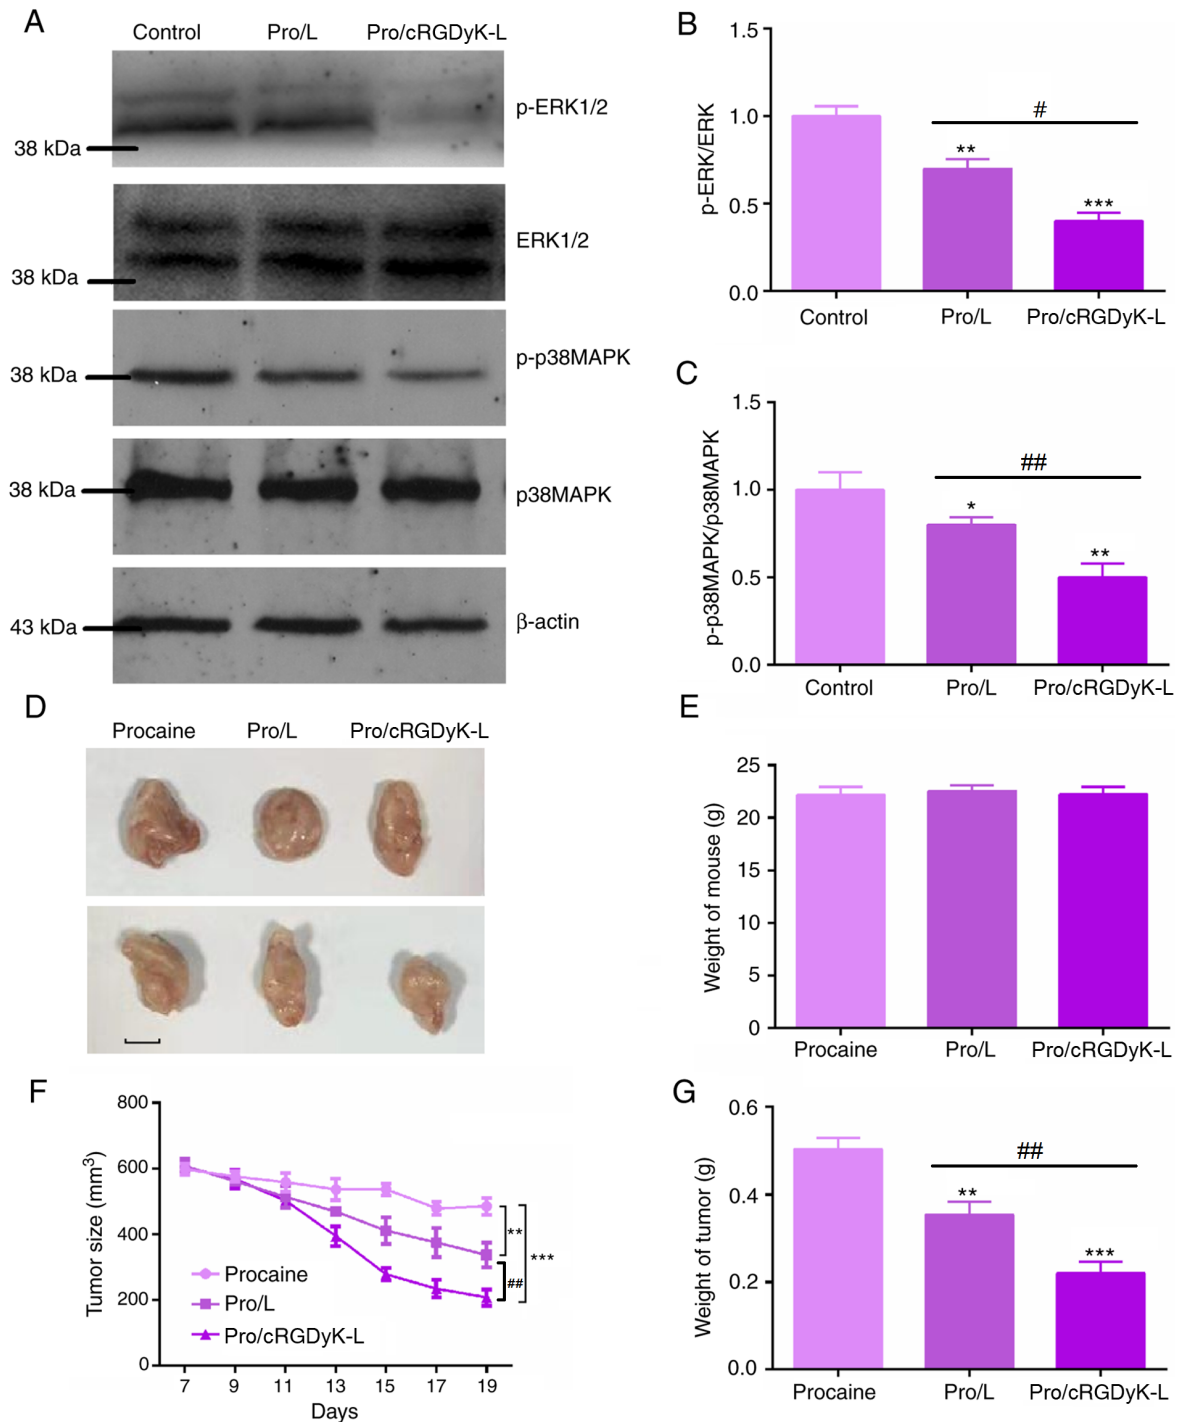 A
Control Pro/L Pro/cRGDyK-L
p-ERK1/2
38 kDa
ERK1/2
38 kDa
p-p38MAPK
38 kDa
p38MAPK
38 kDa
β-actin
43 kDa
B
p-ERK/ERK
1.5
1.0
0.5
0.0
#
**
***
Control Pro/L Pro/cRGDyK-L
C
p-p38MAPK/p38MAPK
1.5
1.0
0.5
0.0
##
*
**
Control Pro/L Pro/cRGDyK-L
D
Procaine Pro/L Pro/cRGDyK-L
E
Weight of mouse (g)
25
20
15
10
5
0
Procaine Pro/L Pro/cRGDyK-L
F
Tumor size (mm³)
800
600
400
200
0
Procaine
Pro/L
Pro/cRGDyK-L
**
***
##
7 9 11 13 15 17 19
Days
G
Weight of tumor (g)
0.6
0.4
0.2
0.0
##
**
***
Procaine Pro/L Pro/cRGDyK-L